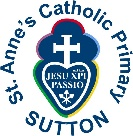 St. Anne's Catholic Primary
JESU XPI
PASSIO
SUTTON